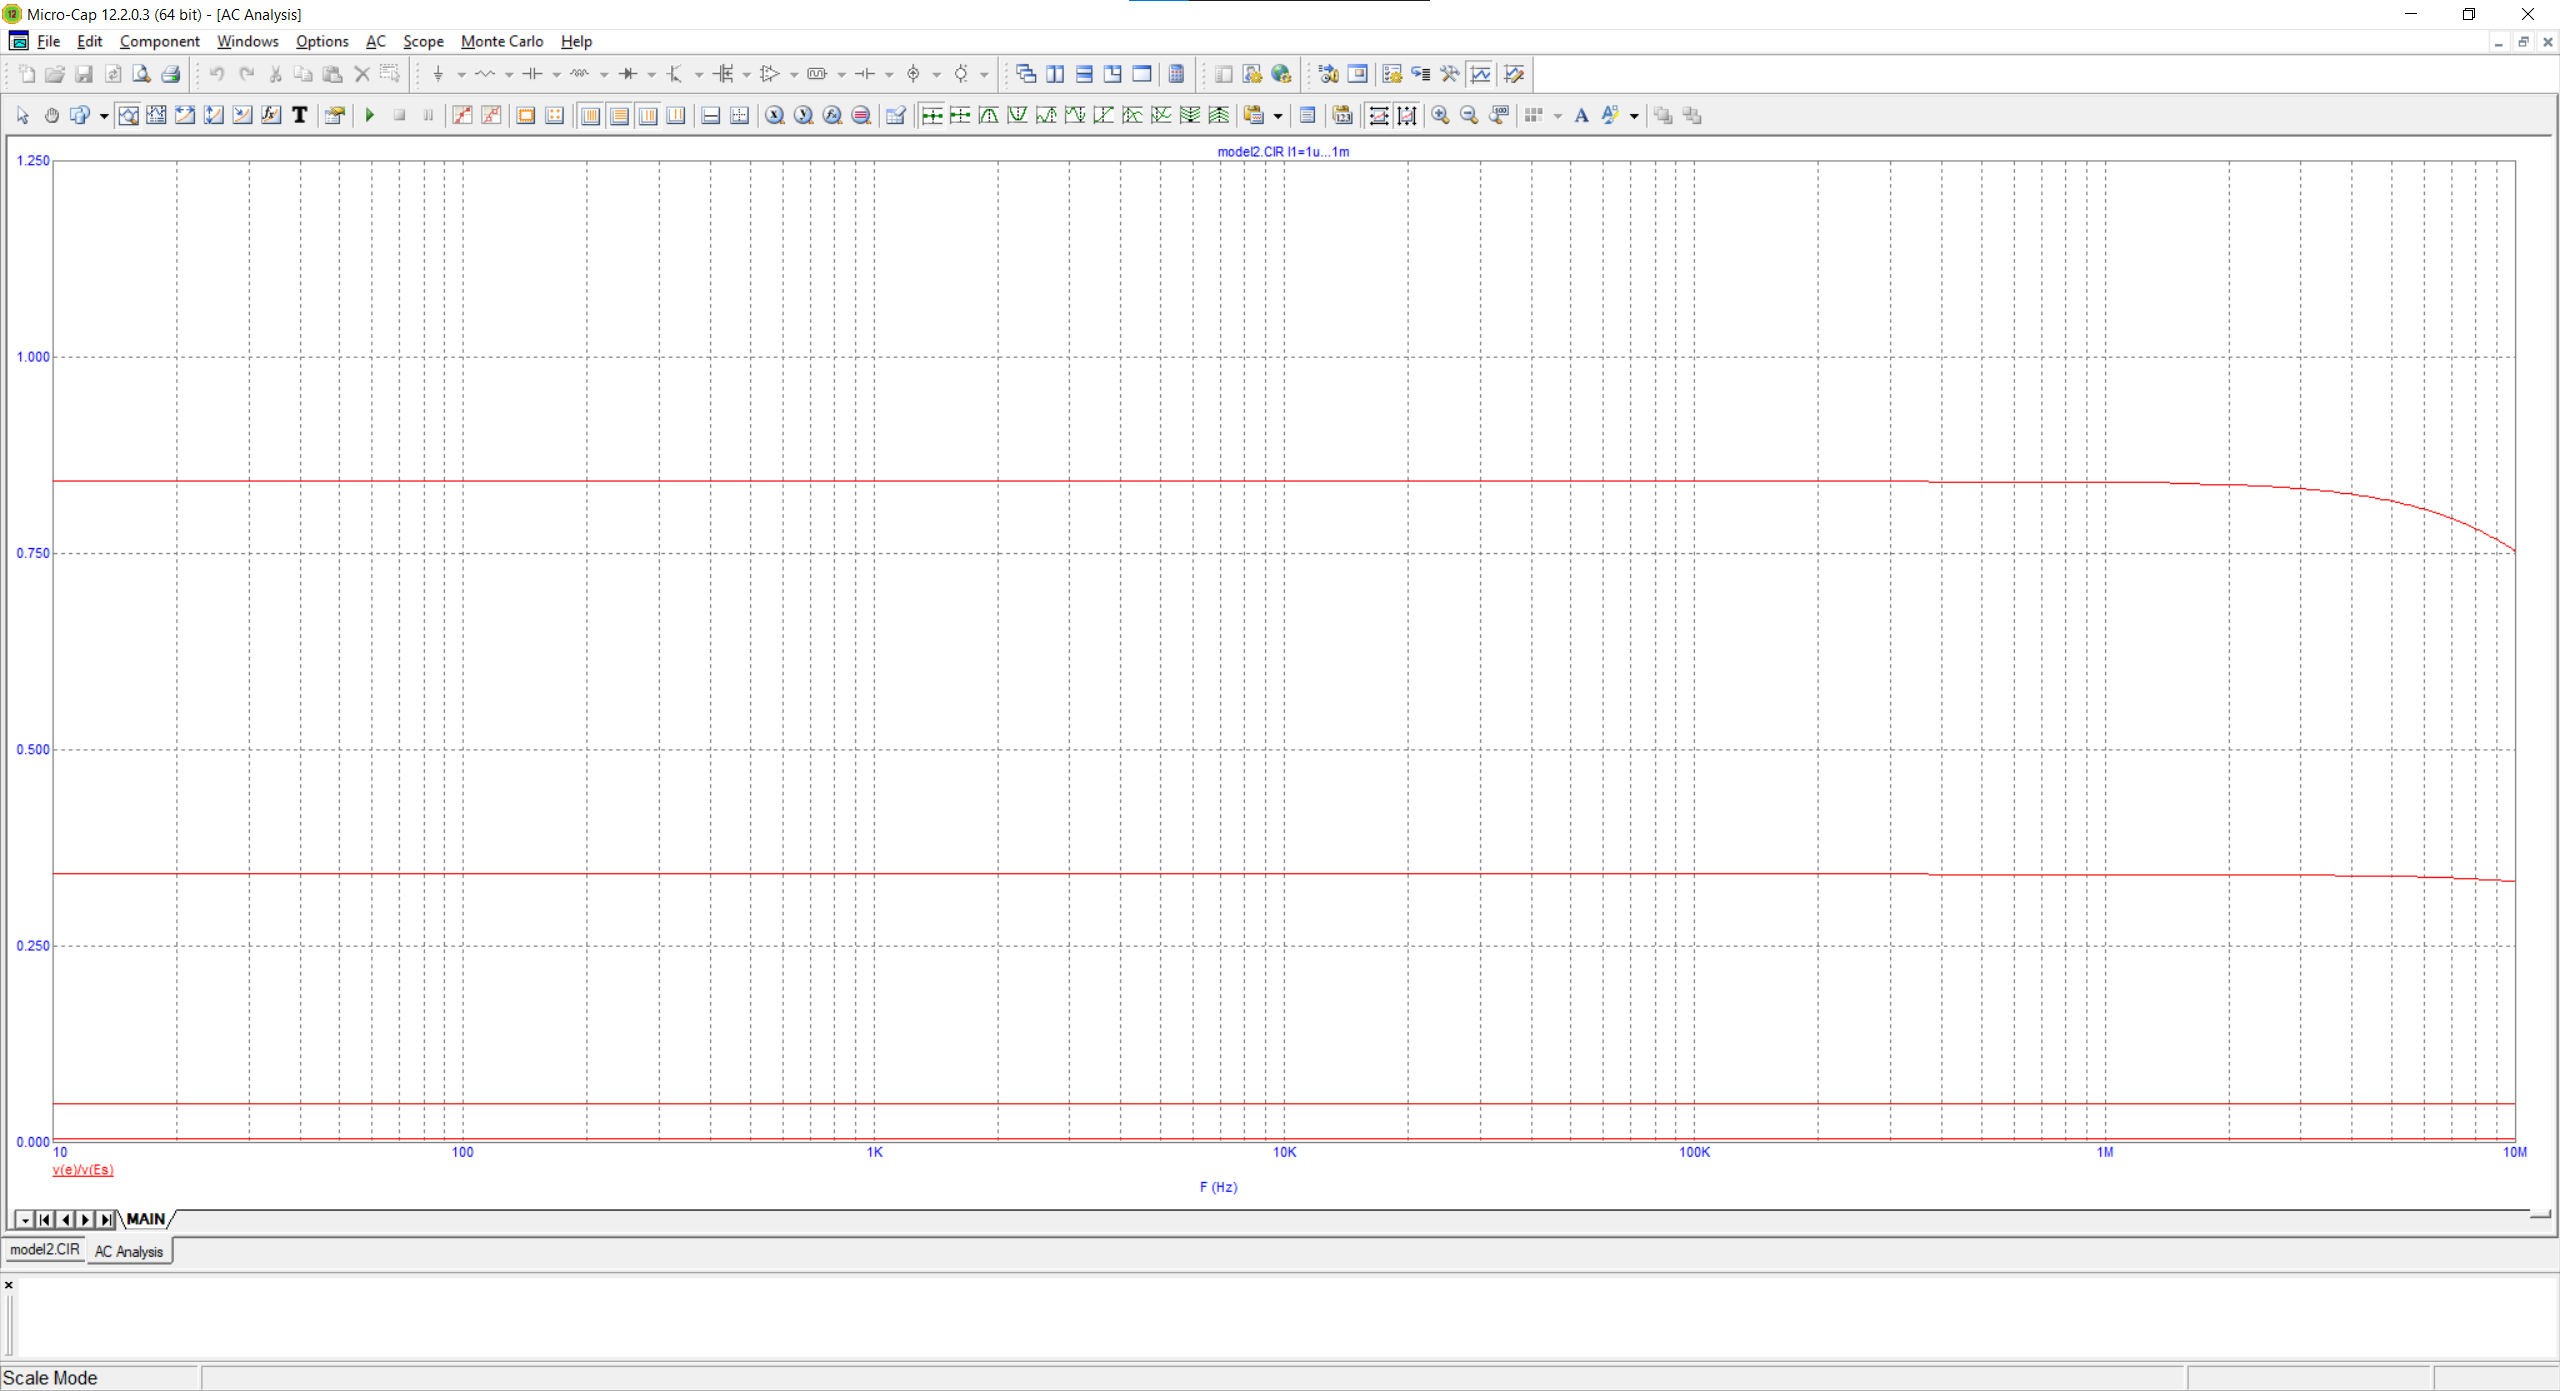 Micro-Cap 12.2.0.3 (64 bit) - [AC Analysis]
File Edit Component Windows Options AC Scope Monte Carlo Help
model2.CIR I1=1u...1m
1.250
1.000
0.750
0.500
0.250
0.000
10 100 1K 10K 100K 1M 10M
v(e)/v(Es)
F (Hz)
MAIN
model2.CIR AC Analysis
Scale Mode